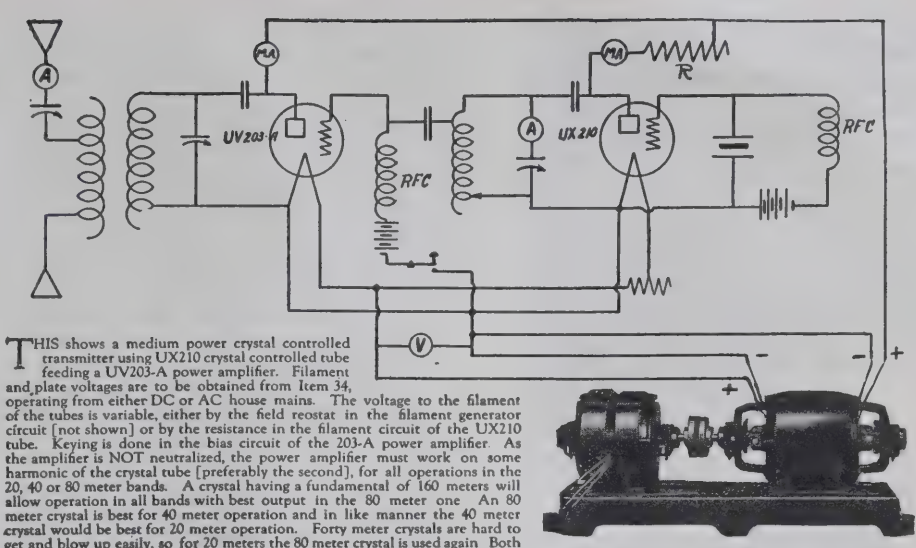 MA
MA
R
A
UV203-A
A
UX210
RFC
RFC
V
-
-
+
+
THIS shows a medium power crystal controlled
transmitter using UX210 crystal controlled tube
feeding a UV203-A power amplifier. Filament
and plate voltages are to be obtained from Item 34,
operating from either DC or AC house mains. The voltage to the filament
of the tubes is variable, either by the field reostat in the filament generator
circuit [not shown] or by the resistance in the filament circuit of the UX210
tube. Keying is done in the bias circuit of the 203-A power amplifier. As
the amplifier is NOT neutralized, the power amplifier must work on some
harmonic of the crystal tube [preferably the second], for all operations in the
20, 40 or 80 meter bands. A crystal having a fundamental of 160 meters will
allow operation in all bands with best output in the 80 meter one An 80
meter crystal is best for 40 meter operation and in like manner the 40 meter
crystal would be best for 20 meter operation. Forty meter crystals are hard to
get and blow up easily, so for 20 meters the 80 meter crystal is used again Both